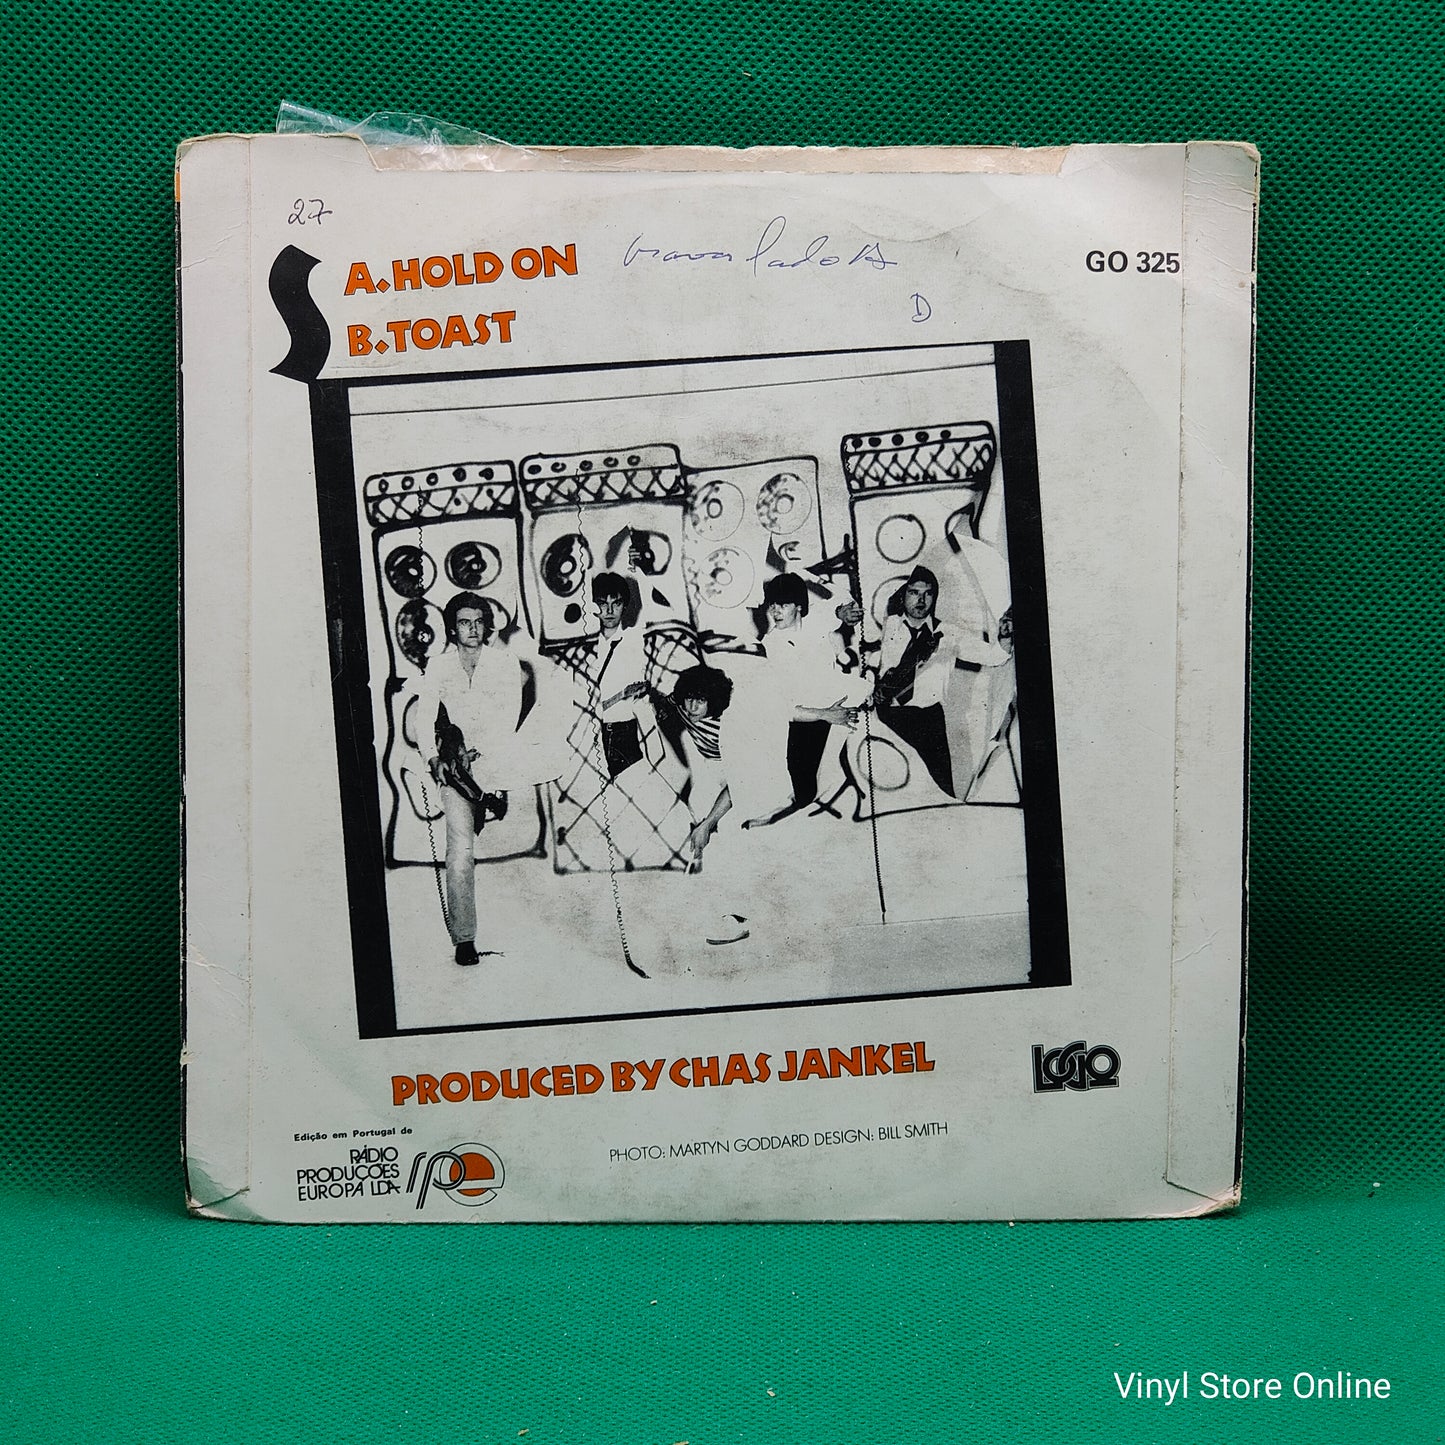 27
A. HOLD ON
B. TOAST
lado
D
GO 325
PRODUCED BY CHAS JANKEL
LOGO
Edição em Portugal de
RÁDIO
PRODUÇÕES
EUROPA LDA
rpe
PHOTO: MARTYN GODDARD DESIGN: BILL SMITH
Vinyl Store Online